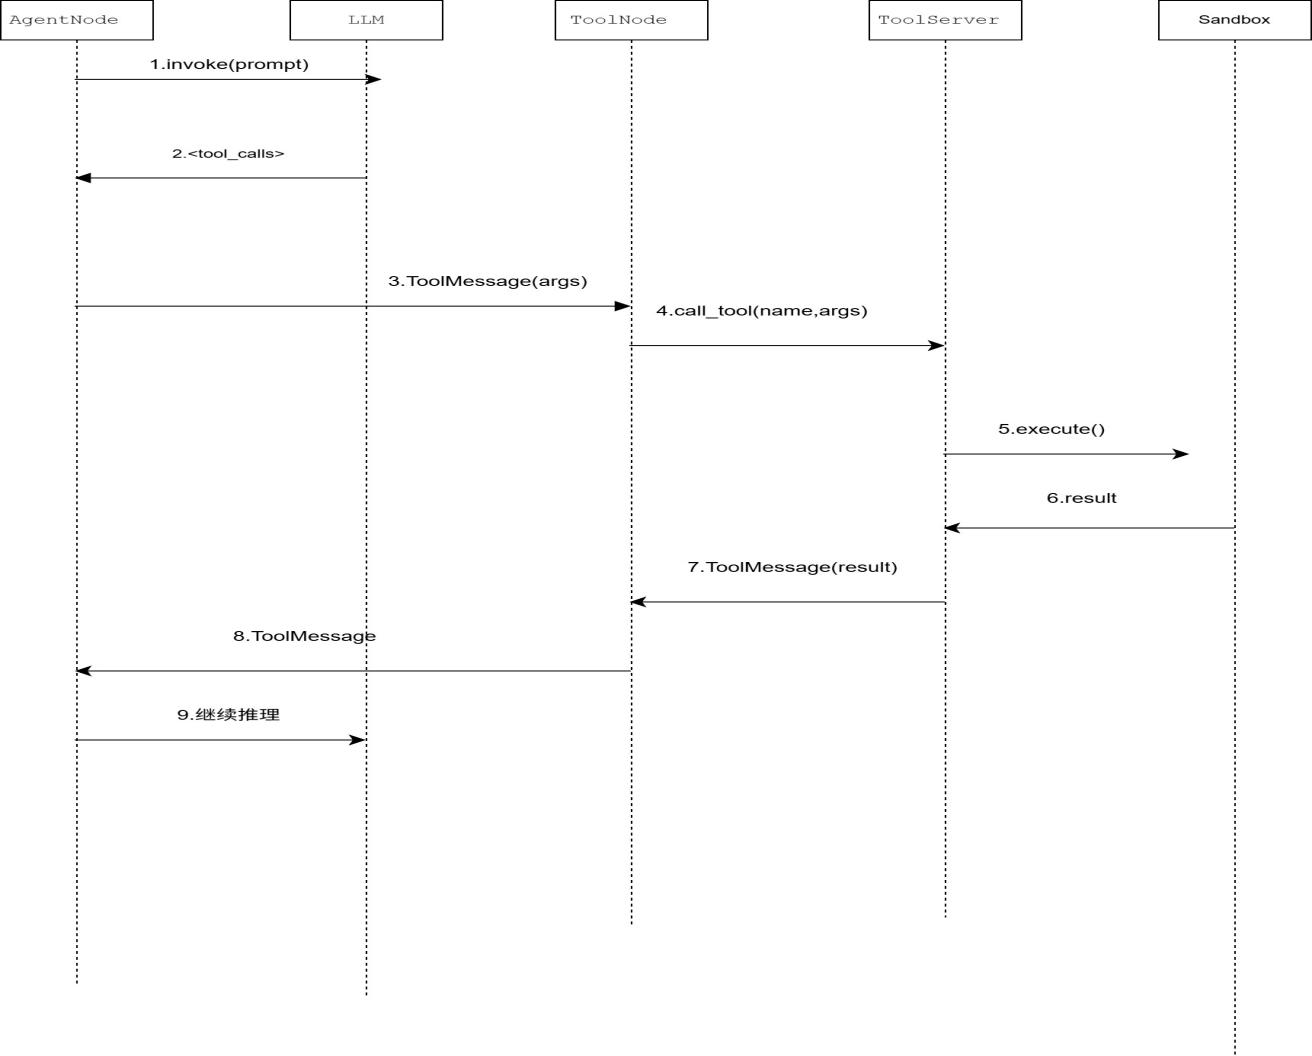 AgentNode
LLM
ToolNode
ToolServer
Sandbox
1.invoke(prompt)
2.<tool_calls>
3.ToolMessage(args)
4.call_tool(name,args)
5.execute()
6.result
7.ToolMessage(result)
8.ToolMessage
9.继续推理